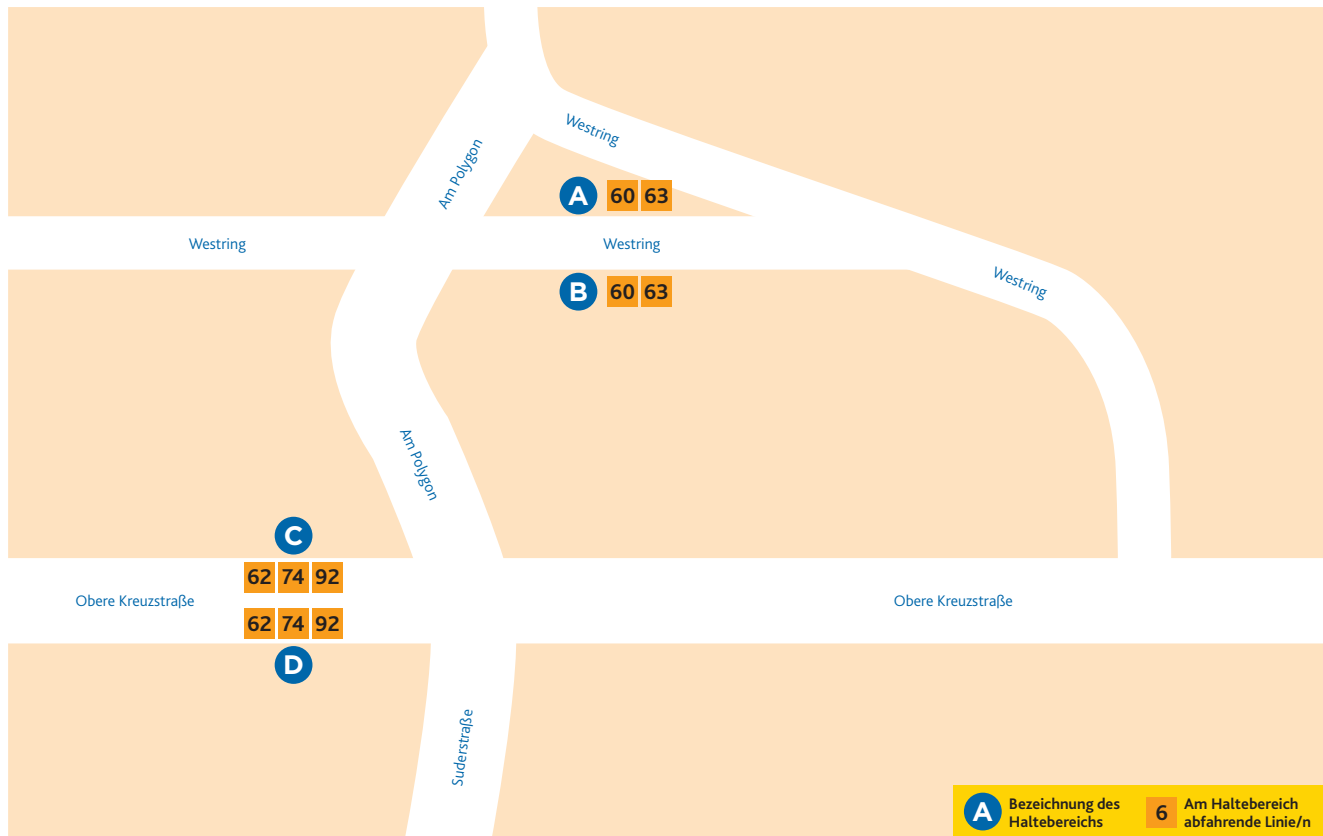 Westring
Am Polygon
A 60 63
Westring
Westring
Westring
B 60 63
Am Polygon
C
62 74 92
Obere Kreuzstraße
Obere Kreuzstraße
62 74 92
D
Suderstraße
A Bezeichnung des
Haltebereichs
6 Am Haltebereich
abfahrende Linie/n